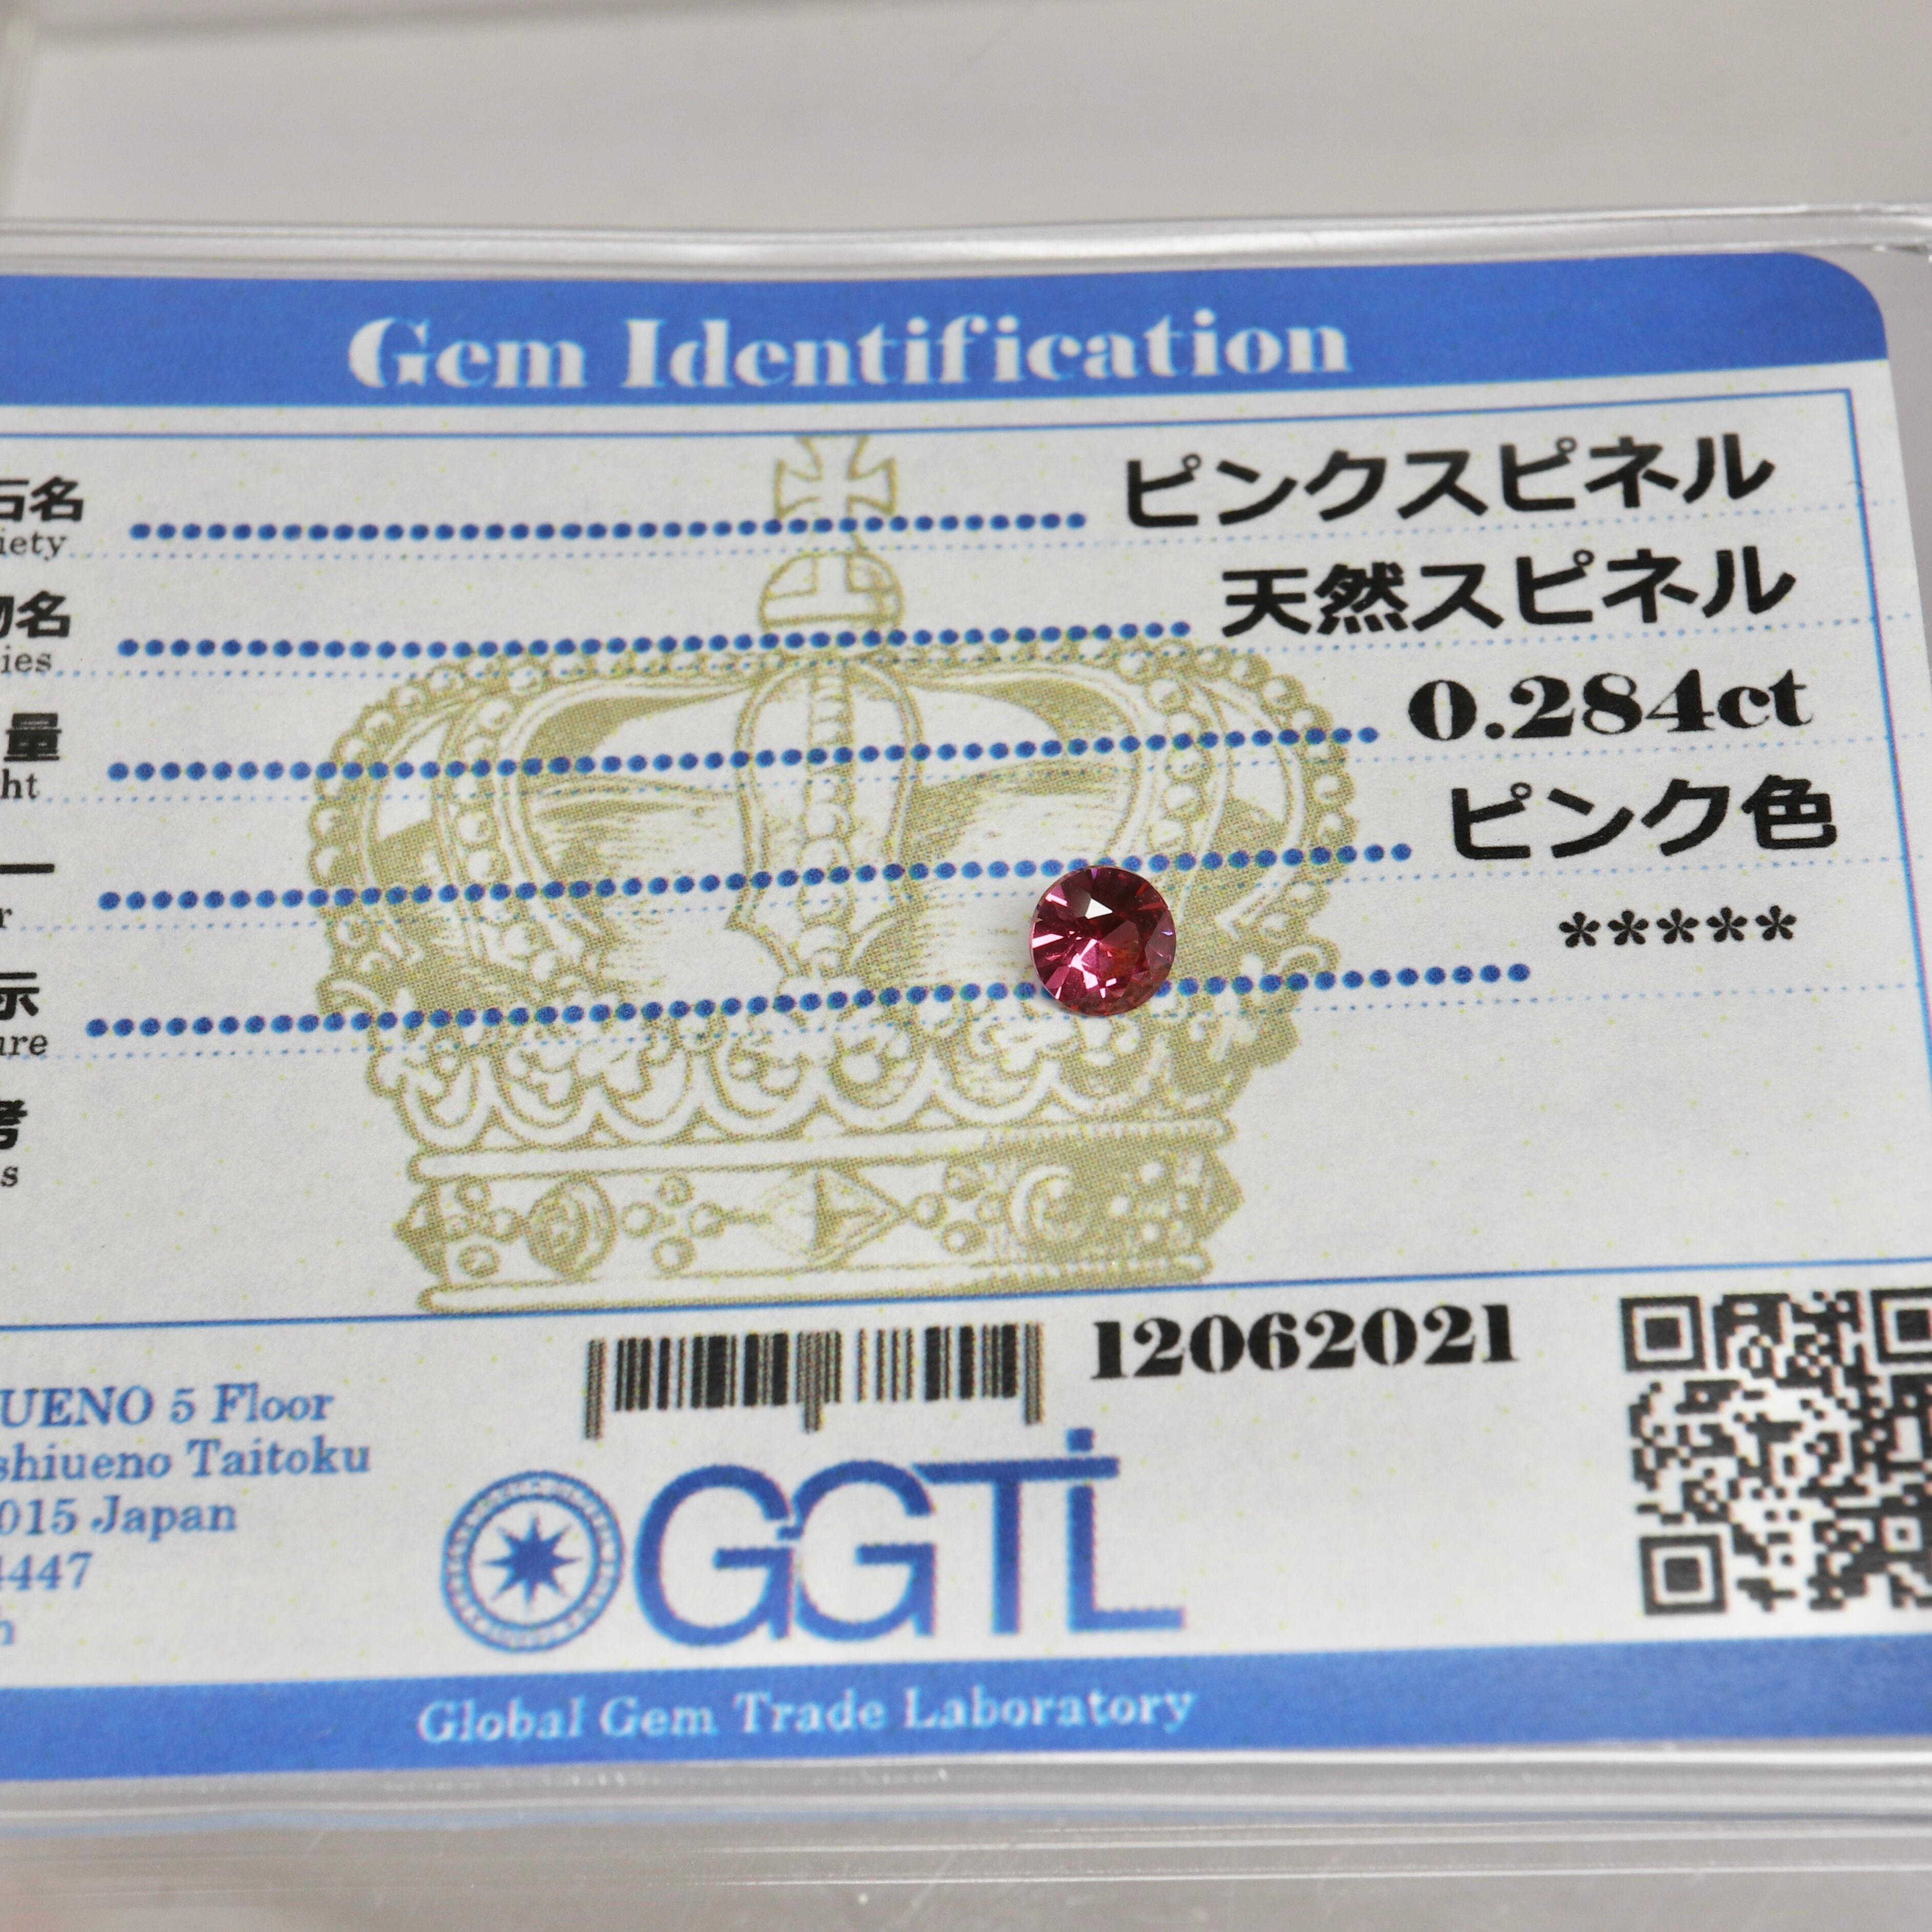 Gem Identification
石名 ピンクスピネル
iety
物名 天然スピネル
ies
量 0.284ct
ht
ー ピンク色
r
示 *****
ure
考
s
12062021
UENO 5 Floor
shiueno Taitoku
015 Japan
4447
n
GGTL
Global Gem Trade Laboratory